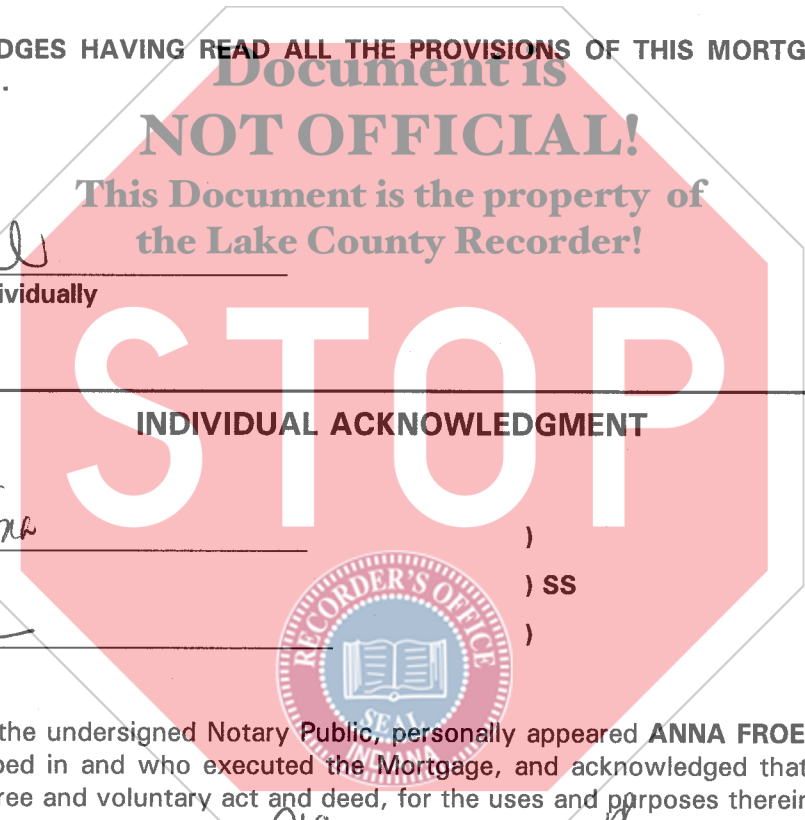 DGES HAVING READ ALL THE PROVISIONS OF THIS MORTG
.
Document is
NOT OFFICIAL!
This Document is the property of
the Lake County Recorder!
ividually
STOP
INDIVIDUAL ACKNOWLEDGMENT
)
) SS
)
RECORDER'S OFFICE
SEAL
INDIANA
the undersigned Notary Public, personally appeared ANNA FROE
bed in and who executed the Mortgage, and acknowledged that
ree and voluntary act and deed, for the uses and purposes therein